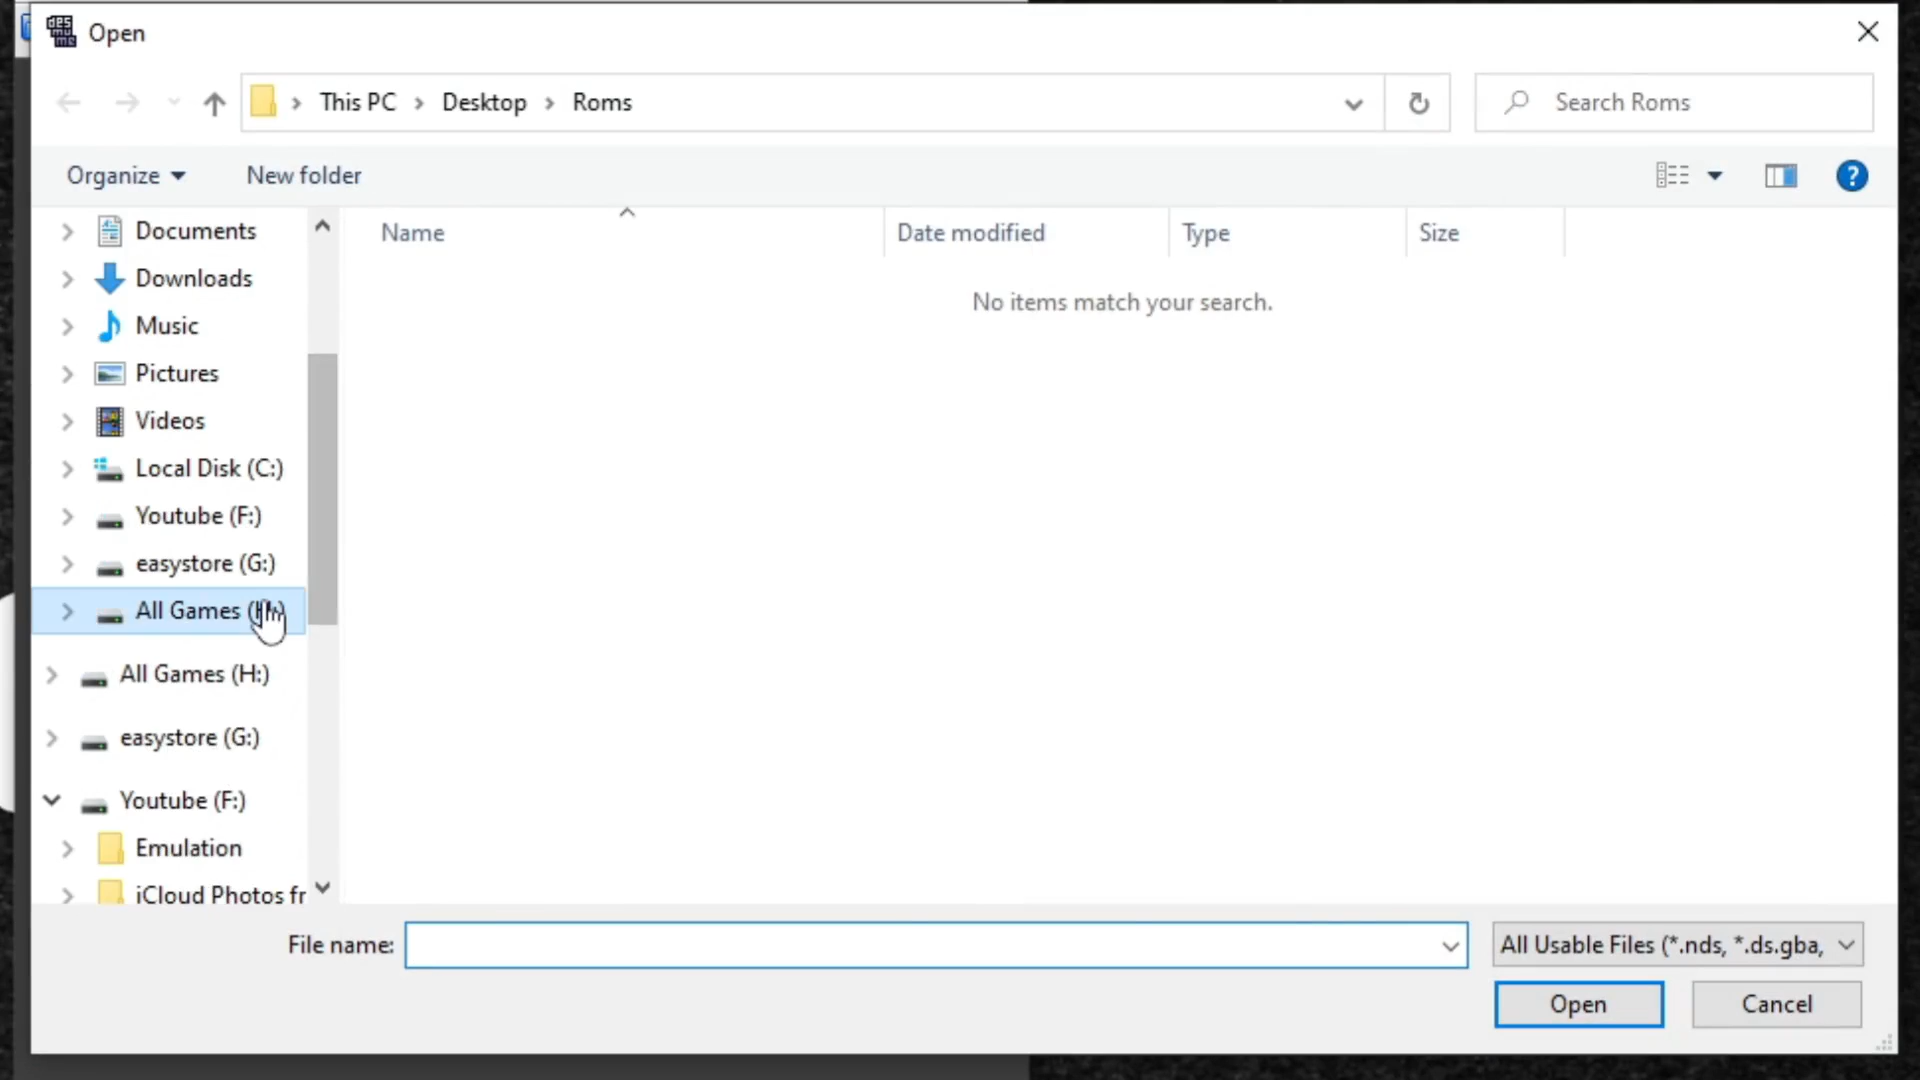 Open
This PC
Desktop
Roms
Search Roms
Organize
New folder
Name
Date modified
Type
Size
No items match your search.
Documents
Downloads
Music
Pictures
Videos
Local Disk (C:)
Youtube (F:)
easystore (G:)
All Games
All Games (H:)
easystore (G:)
Youtube (F:)
Emulation
iCloud Photos fr
File name:
All Usable Files (*.nds, *.ds.gba,
Open
Cancel